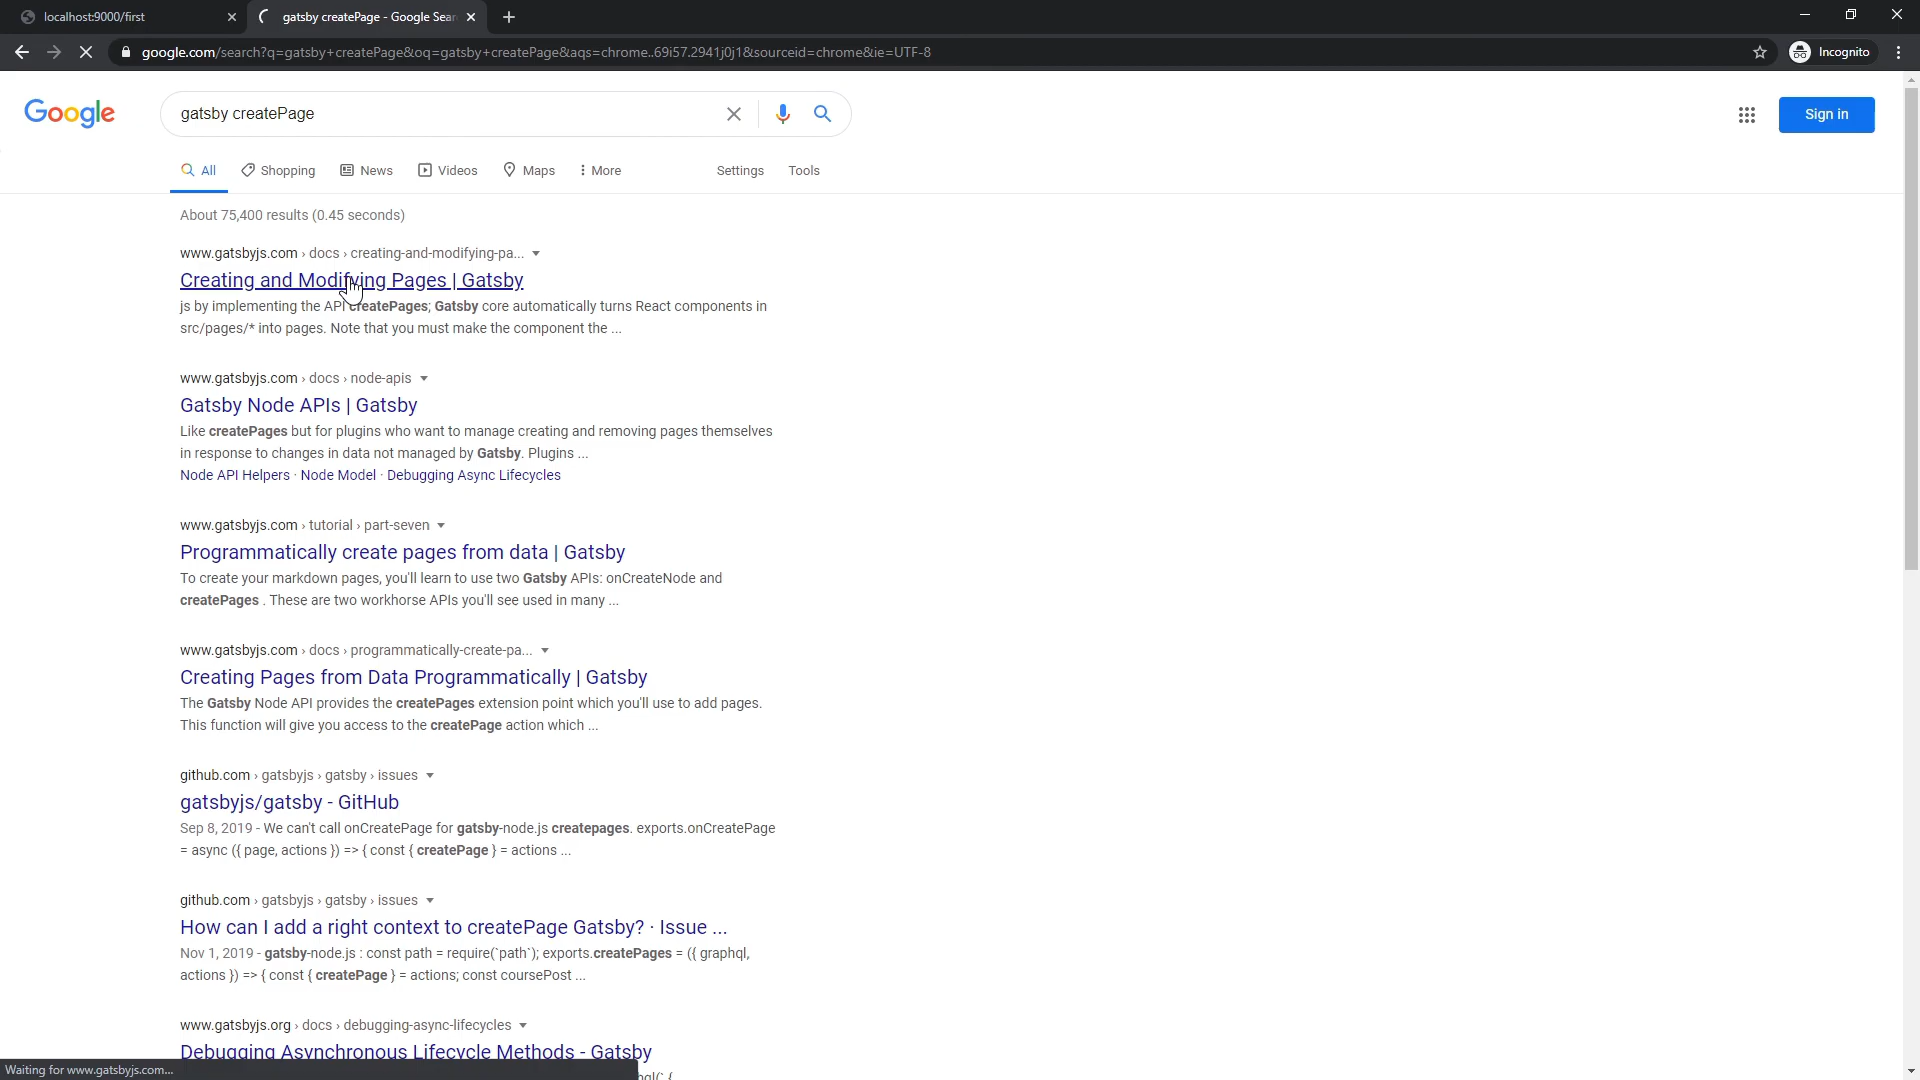 localhost:9000/first
gatsby createPage - Google Sear
google.com/search?q=gatsby+createPage&oq=gatsby+createPage&aqs=chrome..69i57.2941j0j1&sourceid=chrome&ie=UTF-8
Incognito
Google
gatsby createPage
Sign in
All
Shopping
News
Videos
Maps
More
Settings
Tools
About 75,400 results (0.45 seconds)
www.gatsbyjs.com › docs › creating-and-modifying-pa...
Creating and Modifying Pages | Gatsby
js by implementing the API createPages; Gatsby core automatically turns React components in
src/pages/* into pages. Note that you must make the component the ...
www.gatsbyjs.com › docs › node-apis
Gatsby Node APIs | Gatsby
Like createPages but for plugins who want to manage creating and removing pages themselves
in response to changes in data not managed by Gatsby. Plugins ...
Node API Helpers · Node Model · Debugging Async Lifecycles
www.gatsbyjs.com › tutorial › part-seven
Programmatically create pages from data | Gatsby
To create your markdown pages, you'll learn to use two Gatsby APIs: onCreateNode and
createPages . These are two workhorse APIs you'll see used in many ...
www.gatsbyjs.com › docs › programmatically-create-pa...
Creating Pages from Data Programmatically | Gatsby
The Gatsby Node API provides the createPages extension point which you'll use to add pages.
This function will give you access to the createPage action which ...
github.com › gatsbyjs › gatsby › issues
gatsbyjs/gatsby - GitHub
Sep 8, 2019 - We can't call onCreatePage for gatsby-node.js createpages. exports.onCreatePage
= async ({ page, actions }) => { const { createPage } = actions ...
github.com › gatsbyjs › gatsby › issues
How can I add a right context to createPage Gatsby? · Issue ...
Nov 1, 2019 - gatsby-node.js : const path = require(`path`); exports.createPages = ({ graphql,
actions }) => { const { createPage } = actions; const coursePost ...
www.gatsbyjs.org › docs › debugging-async-lifecycles
Debugging Asynchronous Lifecycle Methods - Gatsby
Waiting for www.gatsbyjs.com...